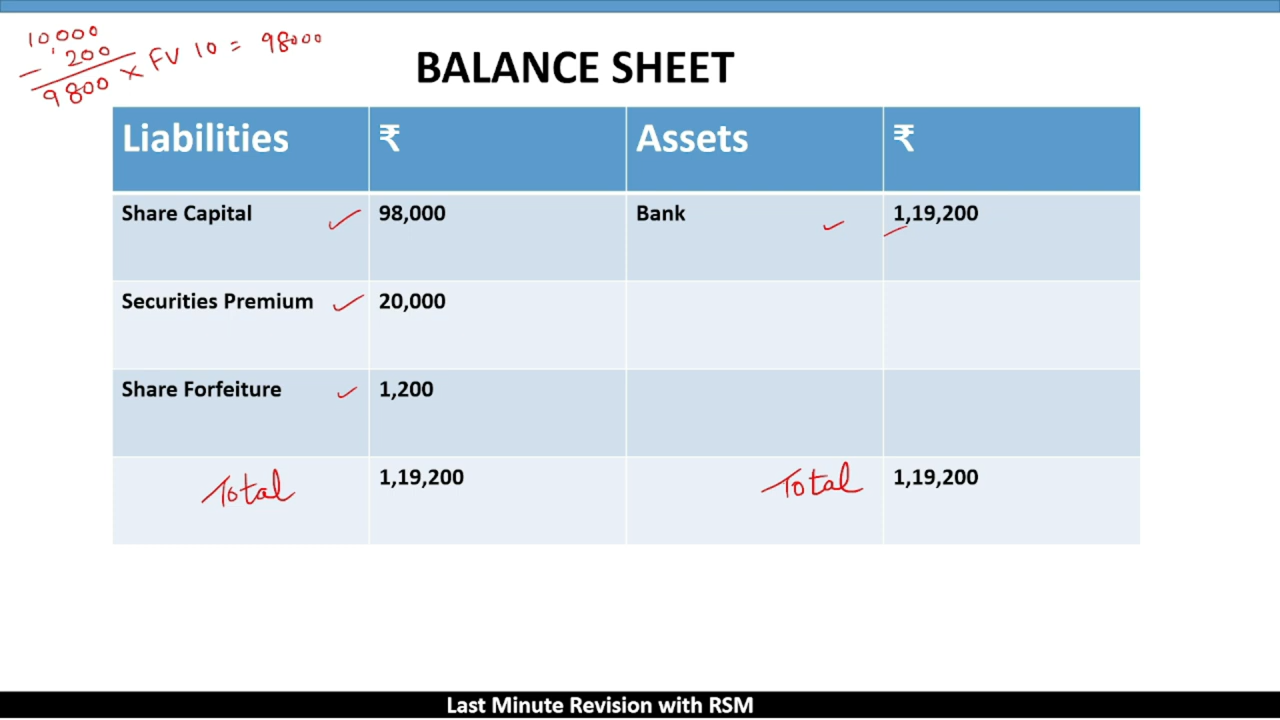 10000
- 200
9800 × FV 10 = 98000
BALANCE SHEET
Liabilities ₹ Assets ₹
Share Capital 98,000 Bank 1,19,200
Securities Premium 20,000
Share Forfeiture 1,200
Total 1,19,200 Total 1,19,200
Last Minute Revision with RSM